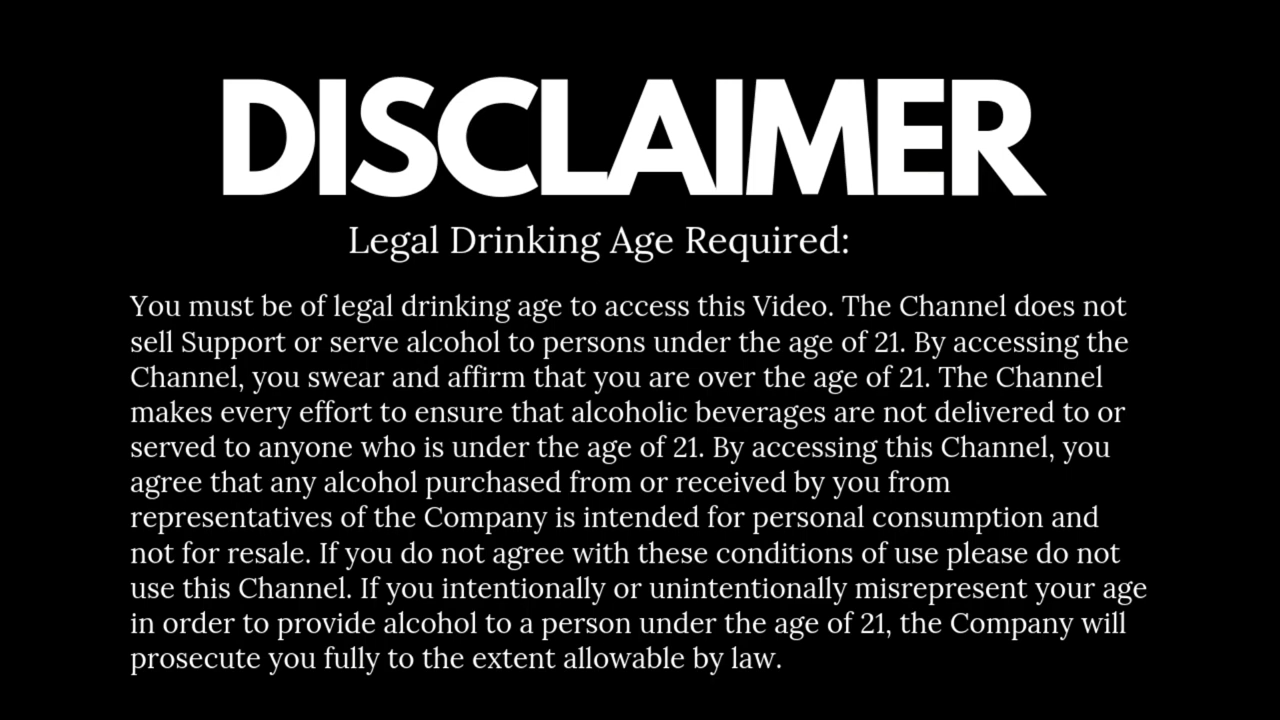 DISCLAIMER
Legal Drinking Age Required:
You must be of legal drinking age to access this Video. The Channel does not
sell Support or serve alcohol to persons under the age of 21. By accessing the
Channel, you swear and affirm that you are over the age of 21. The Channel
makes every effort to ensure that alcoholic beverages are not delivered to or
served to anyone who is under the age of 21. By accessing this Channel, you
agree that any alcohol purchased from or received by you from
representatives of the Company is intended for personal consumption and
not for resale. If you do not agree with these conditions of use please do not
use this Channel. If you intentionally or unintentionally misrepresent your age
in order to provide alcohol to a person under the age of 21, the Company will
prosecute you fully to the extent allowable by law.